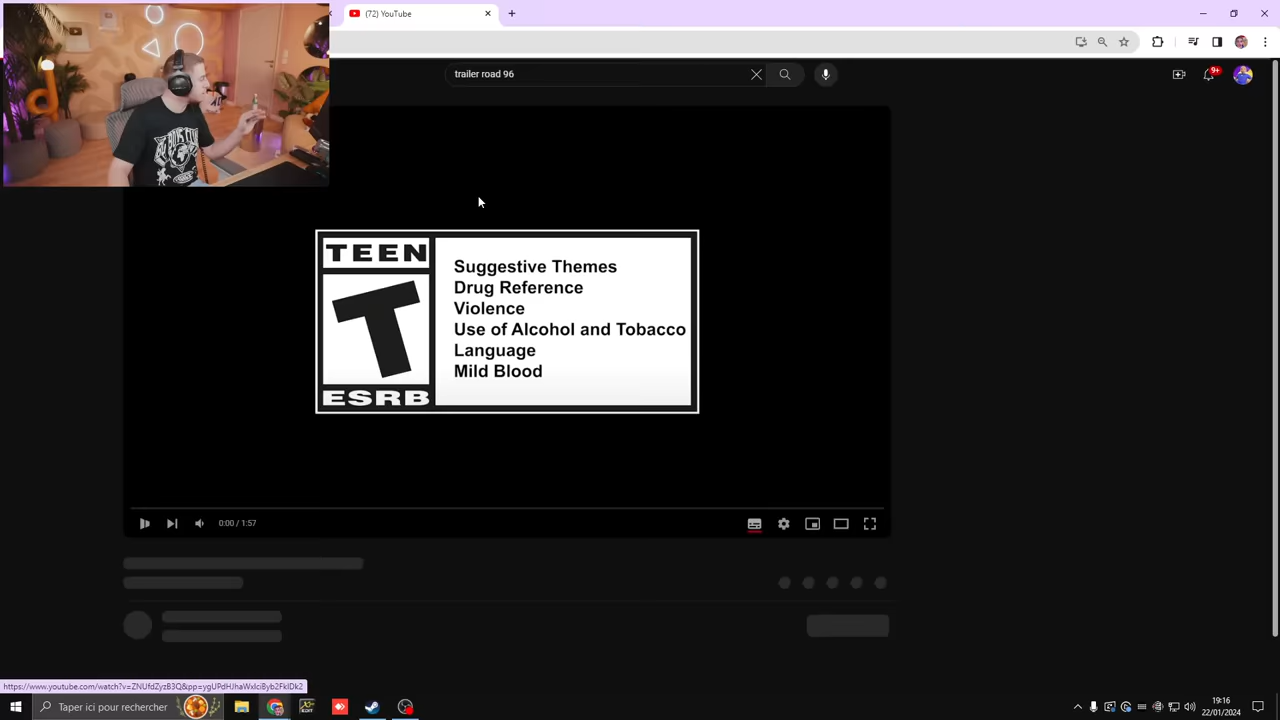 (72) YouTube
trailer road 96
9+
TEEN
T
ESRB
Suggestive Themes
Drug Reference
Violence
Use of Alcohol and Tobacco
Language
Mild Blood
0:00 / 1:57
Taper ici pour rechercher
19:16
22/01/2024